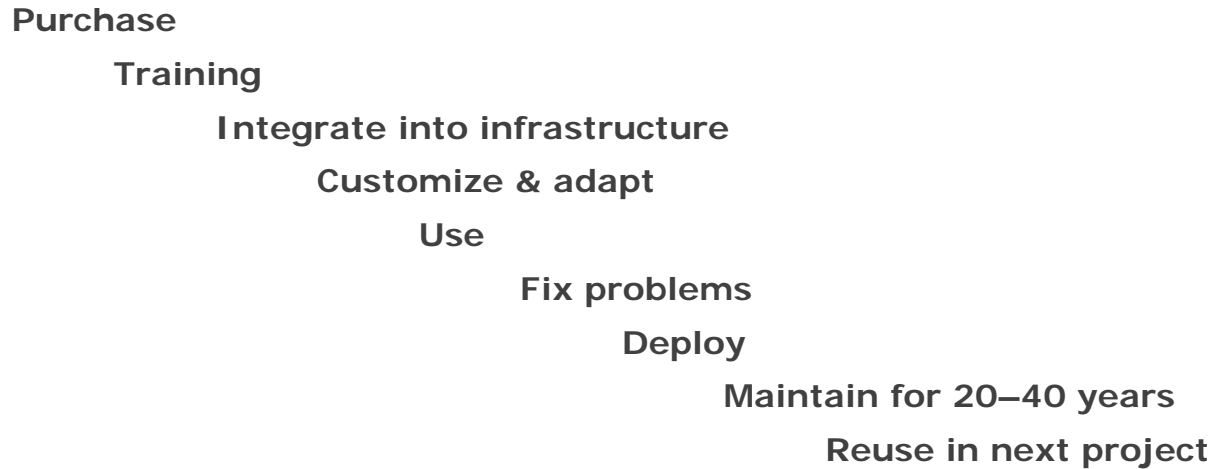 Purchase
Training
Integrate into infrastructure
Customize & adapt
Use
Fix problems
Deploy
Maintain for 20–40 years
Reuse in next project